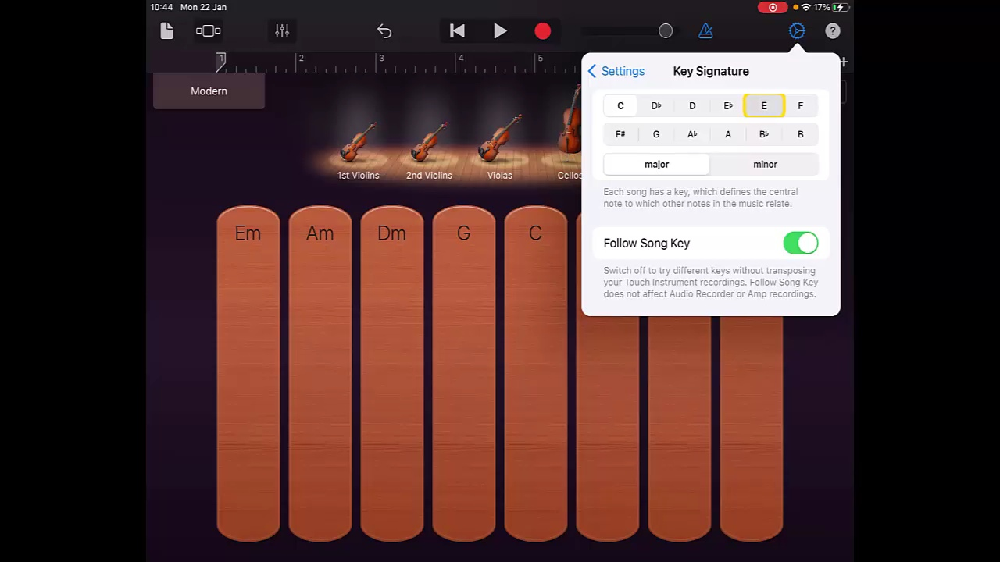 10:44 Mon 22 Jan
17%
?
1 2 3 4 5
+
Modern
Settings
Key Signature
C D♭ D E♭ E F
F♯ G A♭ A B♭ B
major minor
Each song has a key, which defines the central
note to which other notes in the music relate.
Follow Song Key
Switch off to try different keys without transposing
your Touch Instrument recordings. Follow Song Key
does not affect Audio Recorder or Amp recordings.
1st Violins 2nd Violins Violas Cellos
Em Am Dm G C